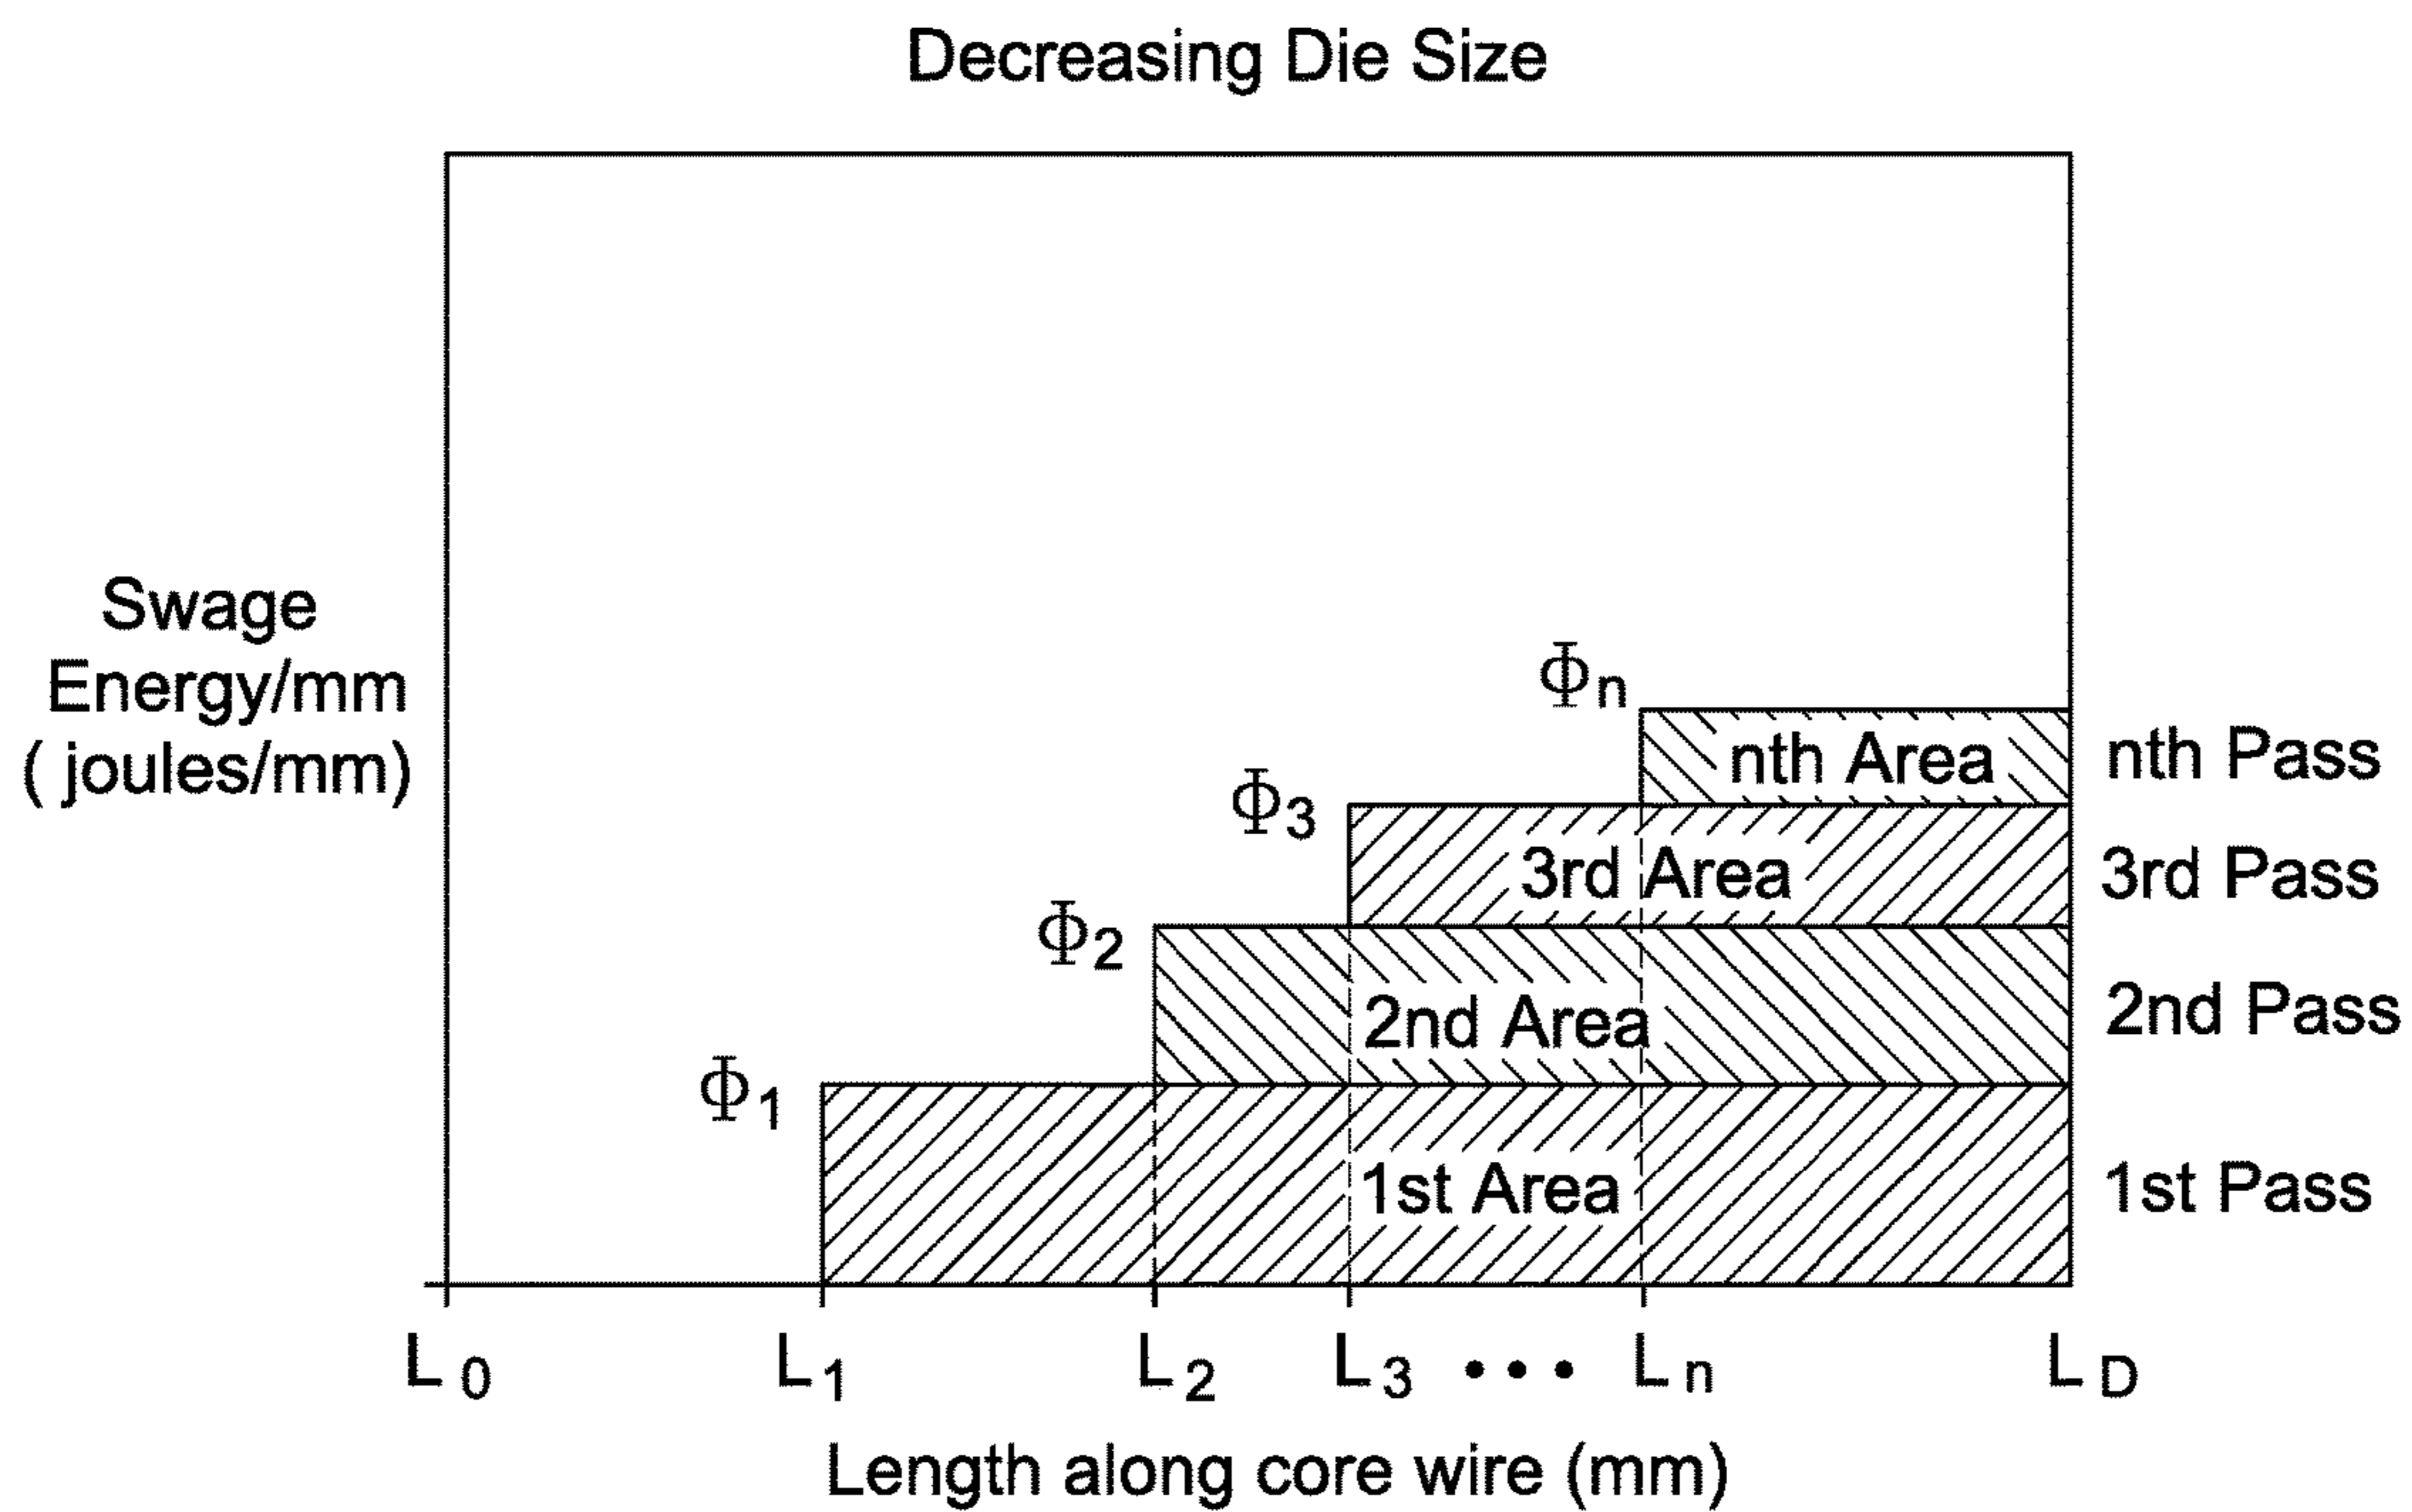 Decreasing Die Size
Swage
Energy/mm
( joules/mm)
Φn
nth Area
nth Pass
Φ3
3rd Area
3rd Pass
Φ2
2nd Area
2nd Pass
Φ1
1st Area
1st Pass
L0 L1 L2 L3 • • • Ln LD
Length along core wire (mm)